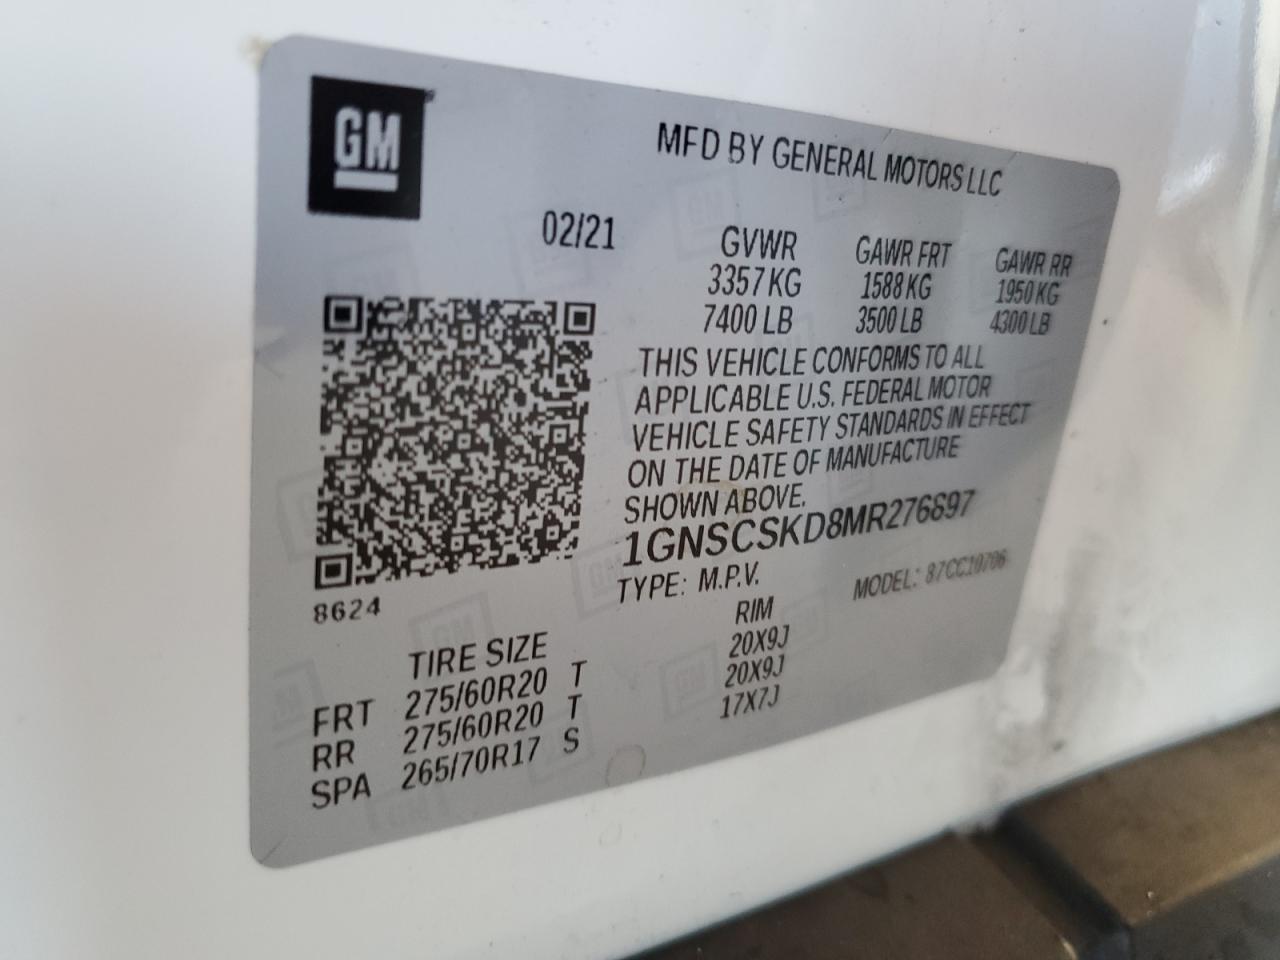 GM
MFD BY GENERAL MOTORS LLC
02/21
GVWR GAWR FRT GAWR RR
3357 KG 1588 KG 1950 KG
7400 LB 3500 LB 4300 LB
THIS VEHICLE CONFORMS TO ALL
APPLICABLE U.S. FEDERAL MOTOR
VEHICLE SAFETY STANDARDS IN EFFECT
ON THE DATE OF MANUFACTURE
SHOWN ABOVE.
1GNSCSKD8MR276897
TYPE: M.P.V. MODEL: 87CC10706
8624
TIRE SIZE RIM
FRT 275/60R20 T 20X9J
RR 275/60R20 T 20X9J
SPA 265/70R17 S 17X7J